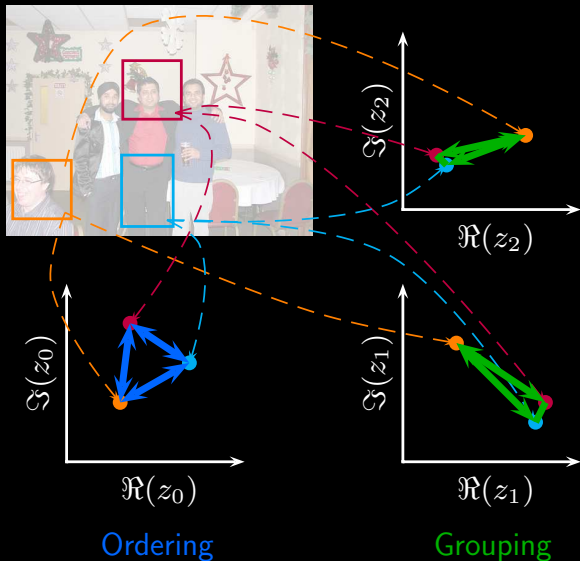 ℑ(z₂)
ℜ(z₂)
ℑ(z₀)
ℜ(z₀)
ℑ(z₁)
ℜ(z₁)
Ordering
Grouping